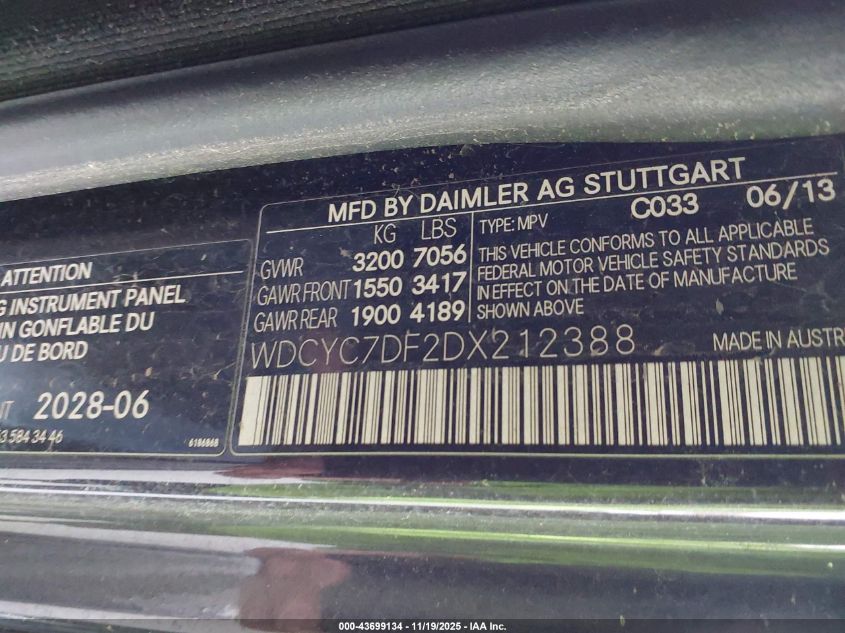 ATTENTION
G INSTRUMENT PANEL
IN GONFLABLE DU
U DE BORD
NT 2028-06
3 584 34 46
6186868
MFD BY DAIMLER AG STUTTGART
KG LBS
GVWR 3200 7056
GAWR FRONT 1550 3417
GAWR REAR 1900 4189
C033 06/13
TYPE: MPV
THIS VEHICLE CONFORMS TO ALL APPLICABLE
FEDERAL MOTOR VEHICLE SAFETY STANDARDS
IN EFFECT ON THE DATE OF MANUFACTURE
SHOWN ABOVE
WDCYC7DF2DX212388
MADE IN AUST
000-43699134 - 11/19/2025 - IAA Inc.